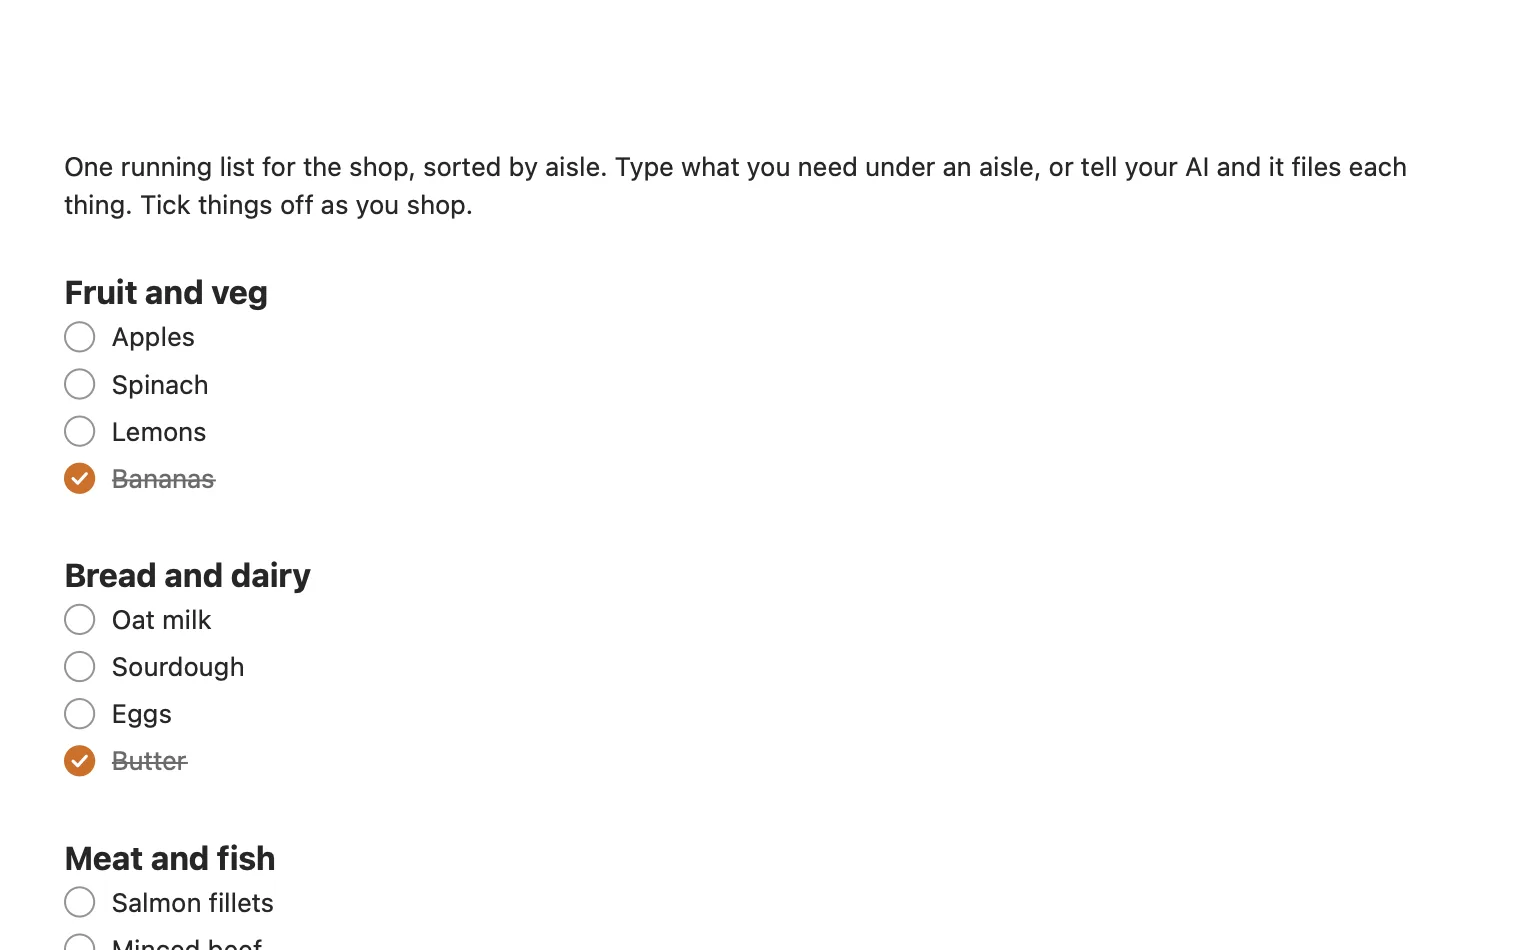 One running list for the shop, sorted by aisle. Type what you need under an aisle, or tell your AI and it files each
thing. Tick things off as you shop.
Fruit and veg
Apples
Spinach
Lemons
Bananas
Bread and dairy
Oat milk
Sourdough
Eggs
Butter
Meat and fish
Salmon fillets
Minced beef